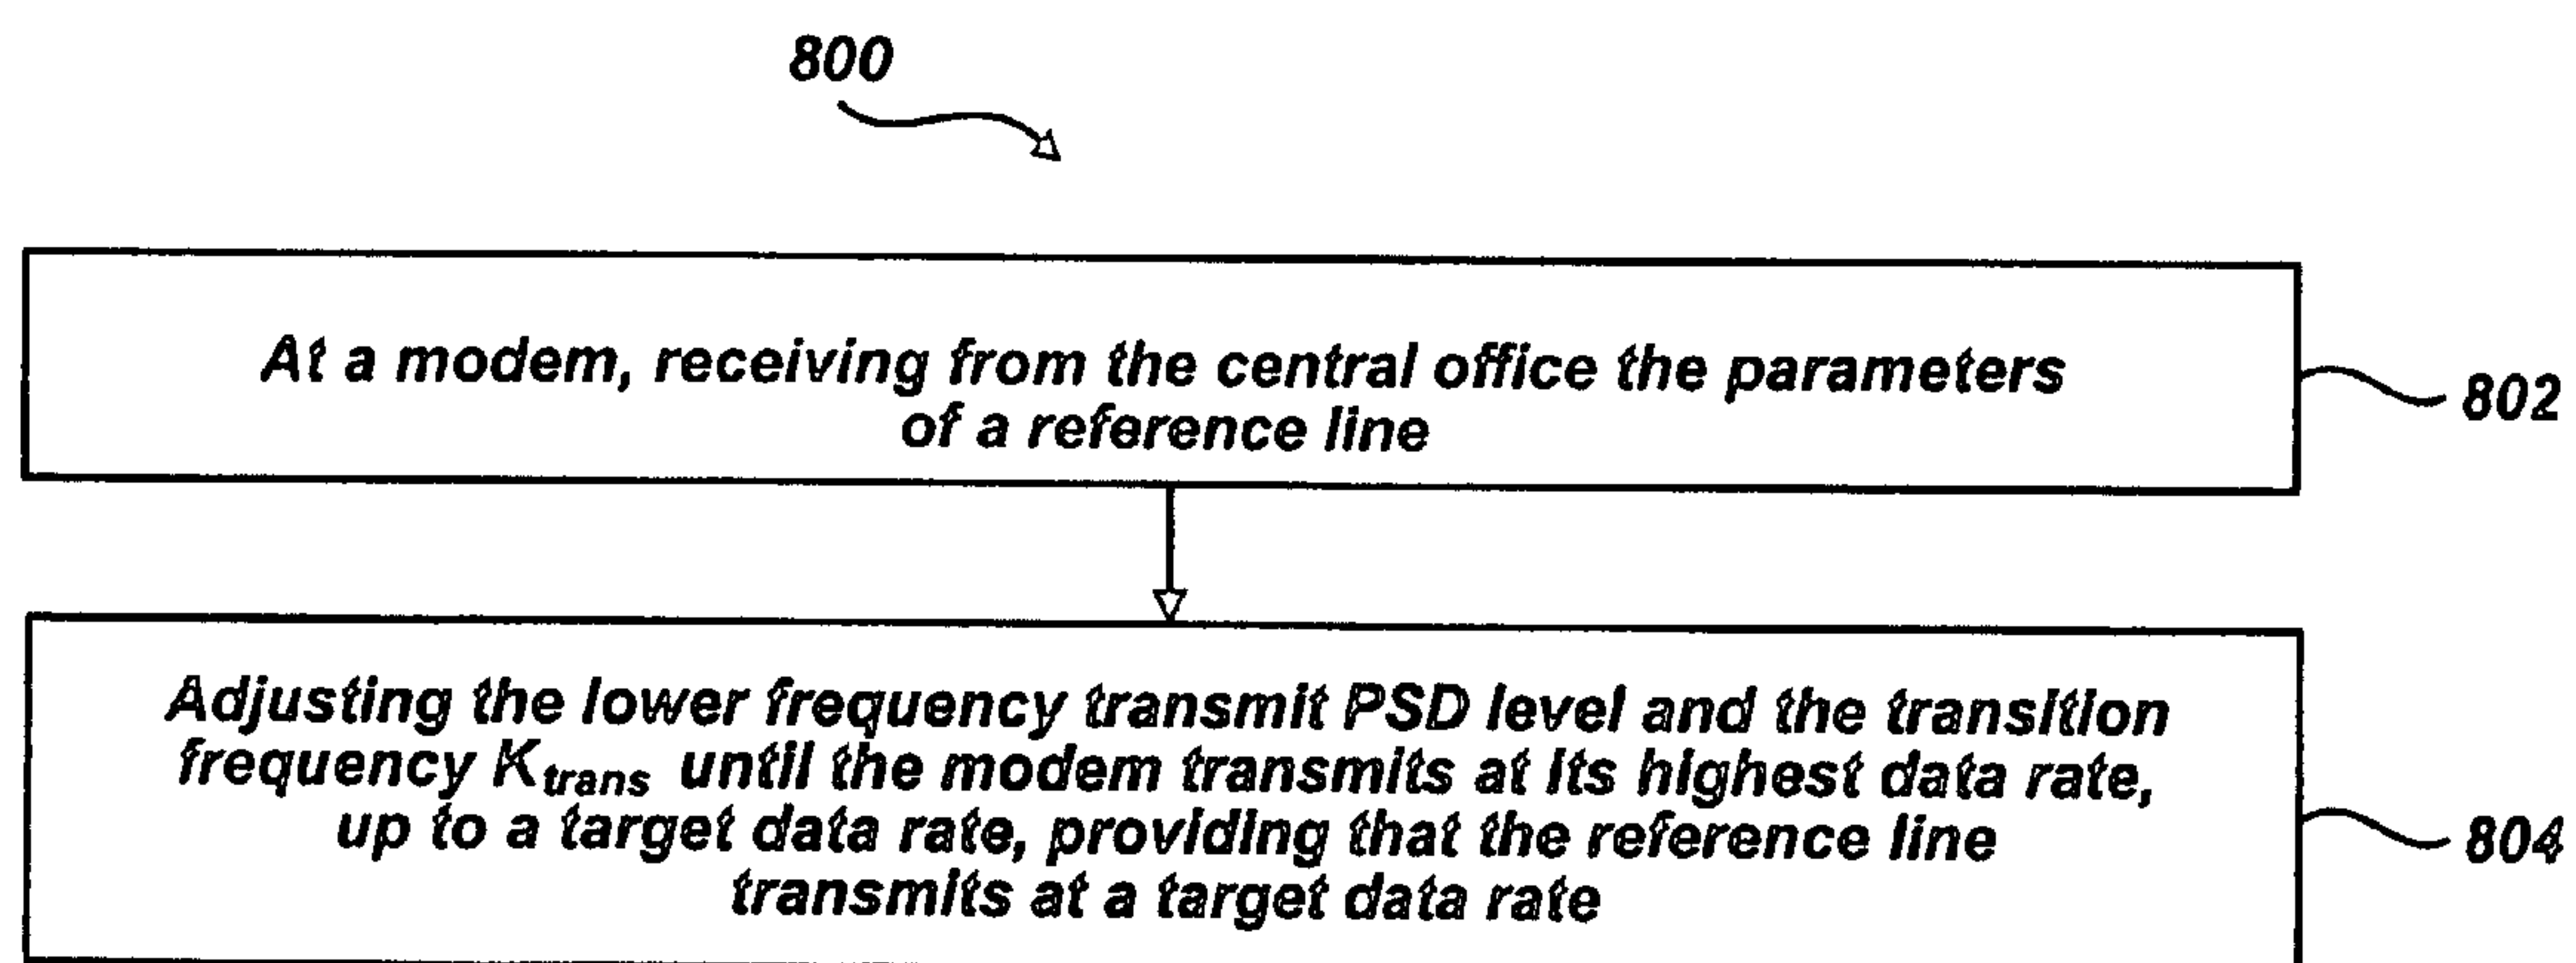 800
At a modem, receiving from the central office the parameters
of a reference line
802
Adjusting the lower frequency transmit PSD level and the transition
frequency K_trans until the modem transmits at its highest data rate,
up to a target data rate, providing that the reference line
transmits at a target data rate
804